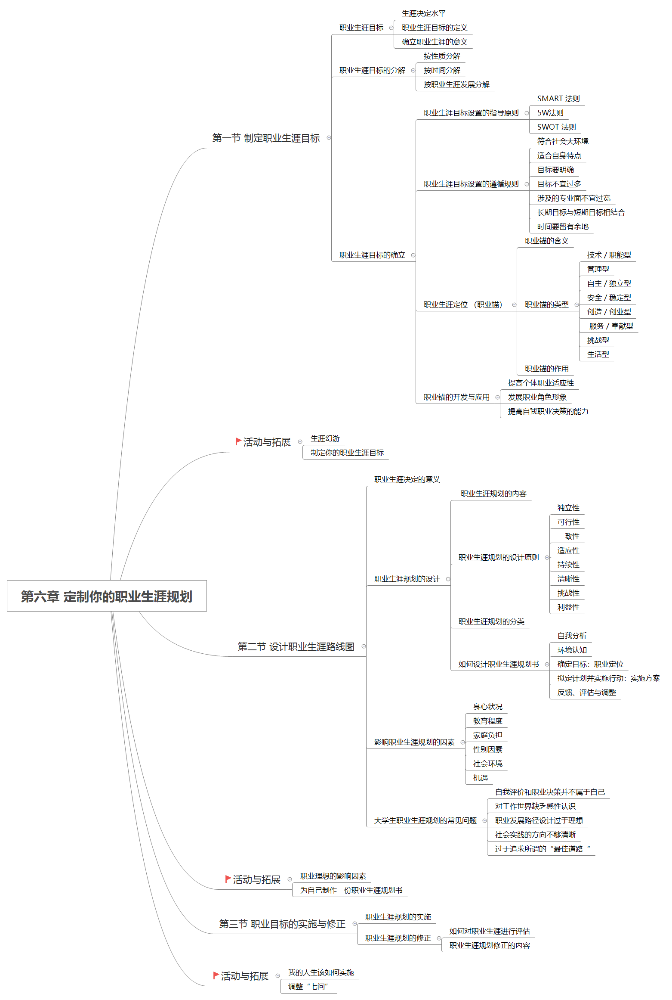 第六章 定制你的职业生涯规划
第一节 制定职业生涯目标
职业生涯目标
生涯决定水平
职业生涯目标的定义
确立职业生涯的意义
职业生涯目标的分解
按性质分解
按时间分解
按职业生涯发展分解
职业生涯目标的确立
职业生涯目标设置的指导原则
SMART 法则
5W法则
SWOT 法则
职业生涯目标设置的遵循规则
符合社会大环境
适合自身特点
目标要明确
目标不宜过多
涉及的专业面不宜过宽
长期目标与短期目标相结合
时间要留有余地
职业生涯定位 （职业锚）
职业锚的含义
职业锚的类型
技术 / 职能型
管理型
自主 / 独立型
安全 / 稳定型
创造 / 创业型
服务 / 奉献型
挑战型
生活型
职业锚的作用
职业锚的开发与应用
提高个体职业适应性
发展职业角色形象
提高自我职业决策的能力
活动与拓展
生涯幻游
制定你的职业生涯目标
第二节 设计职业生涯路线图
职业生涯决定的意义
职业生涯规划的设计
职业生涯规划的内容
职业生涯规划的设计原则
独立性
可行性
一致性
适应性
持续性
清晰性
挑战性
利益性
职业生涯规划的分类
如何设计职业生涯规划书
自我分析
环境认知
确定目标：职业定位
拟定计划并实施行动：实施方案
反馈、评估与调整
影响职业生涯规划的因素
身心状况
教育程度
家庭负担
性别因素
社会环境
机遇
大学生职业生涯规划的常见问题
自我评价和职业决策并不属于自己
对工作世界缺乏感性认识
职业发展路径设计过于理想
社会实践的方向不够清晰
过于追求所谓的“最佳道路“
活动与拓展
职业理想的影响因素
为自己制作一份职业生涯规划书
第三节 职业目标的实施与修正
职业生涯规划的实施
职业生涯规划的修正
如何对职业生涯进行评估
职业生涯规划修正的内容
活动与拓展
我的人生该如何实施
调整“七问”